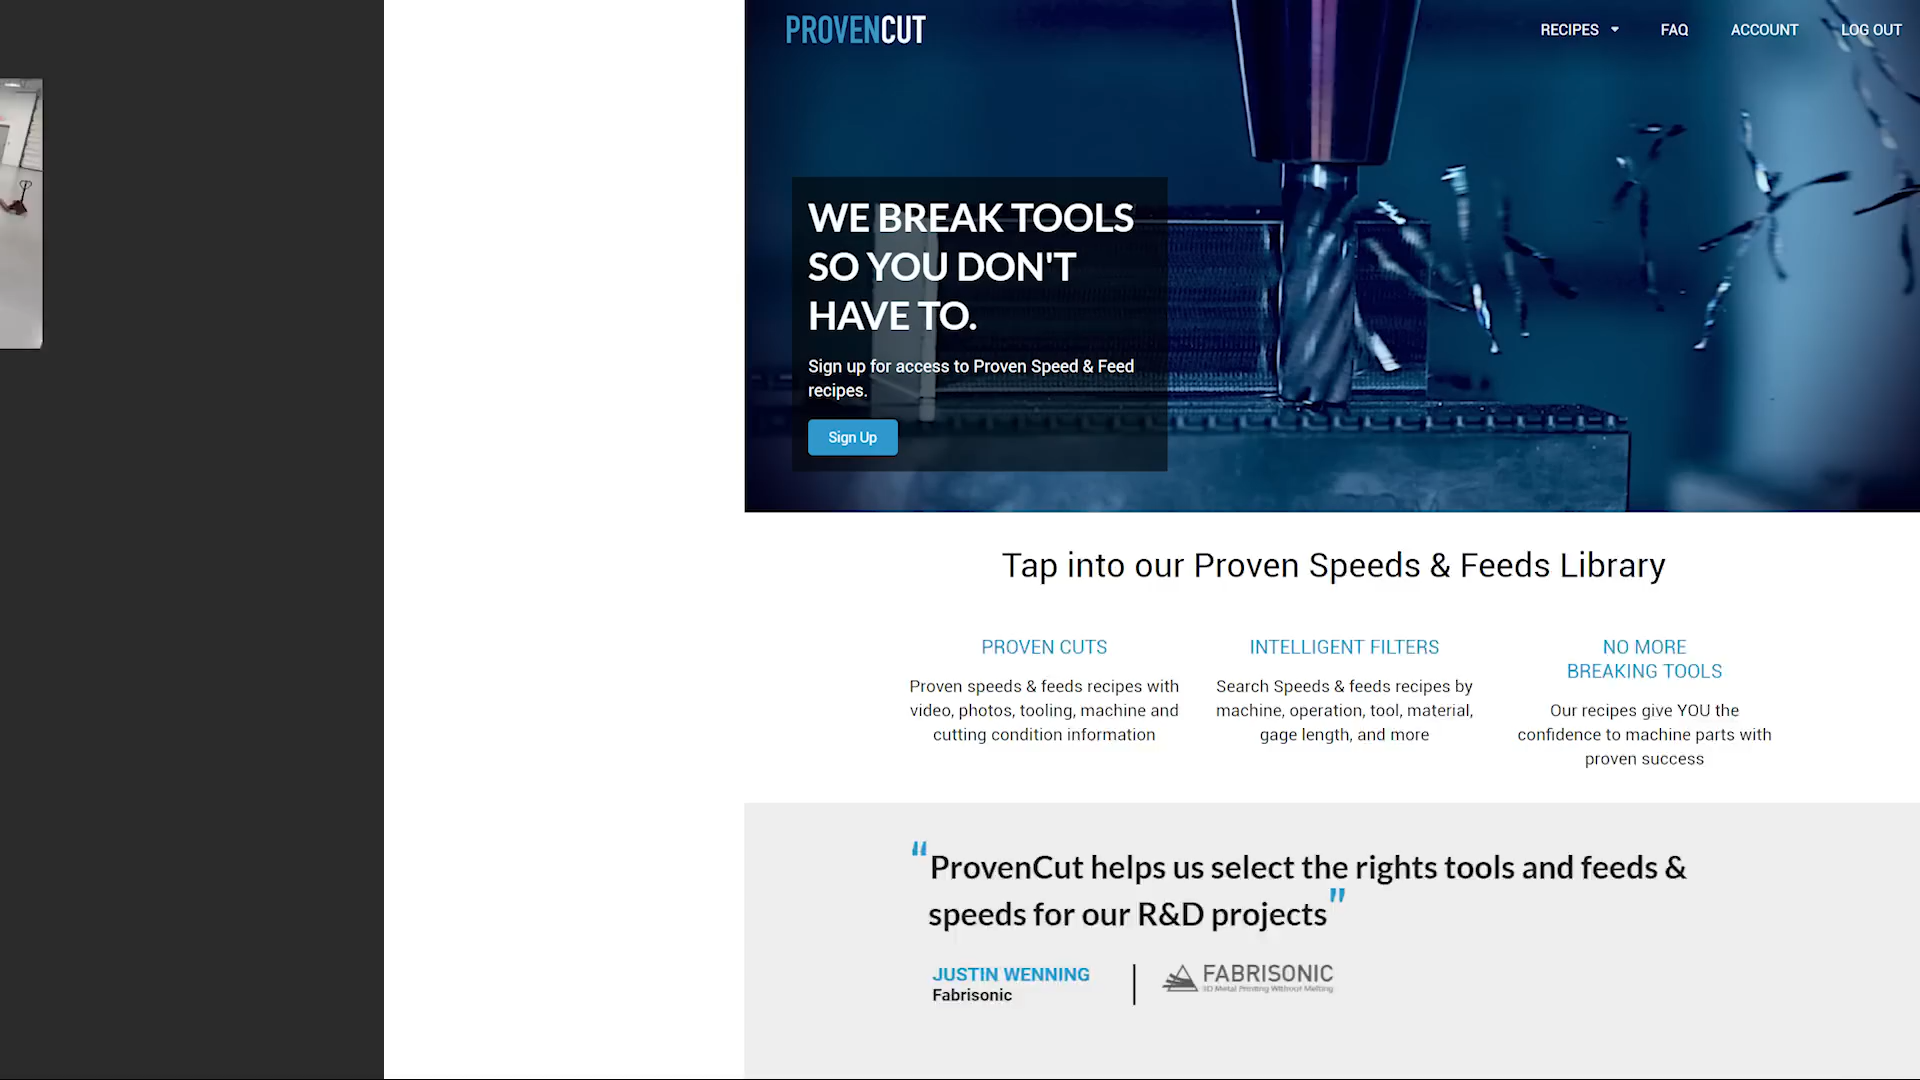 PROVENCUT
RECIPES FAQ ACCOUNT LOG OUT
WE BREAK TOOLS
SO YOU DON'T
HAVE TO.
Sign up for access to Proven Speed & Feed
recipes.
Sign Up
Tap into our Proven Speeds & Feeds Library
PROVEN CUTS
Proven speeds & feeds recipes with
video, photos, tooling, machine and
cutting condition information
INTELLIGENT FILTERS
Search Speeds & feeds recipes by
machine, operation, tool, material,
gage length, and more
NO MORE
BREAKING TOOLS
Our recipes give YOU the
confidence to machine parts with
proven success
“ProvenCut helps us select the rights tools and feeds &
speeds for our R&D projects”
JUSTIN WENNING
Fabrisonic
FABRISONIC
3D Metal Printing Without Melting